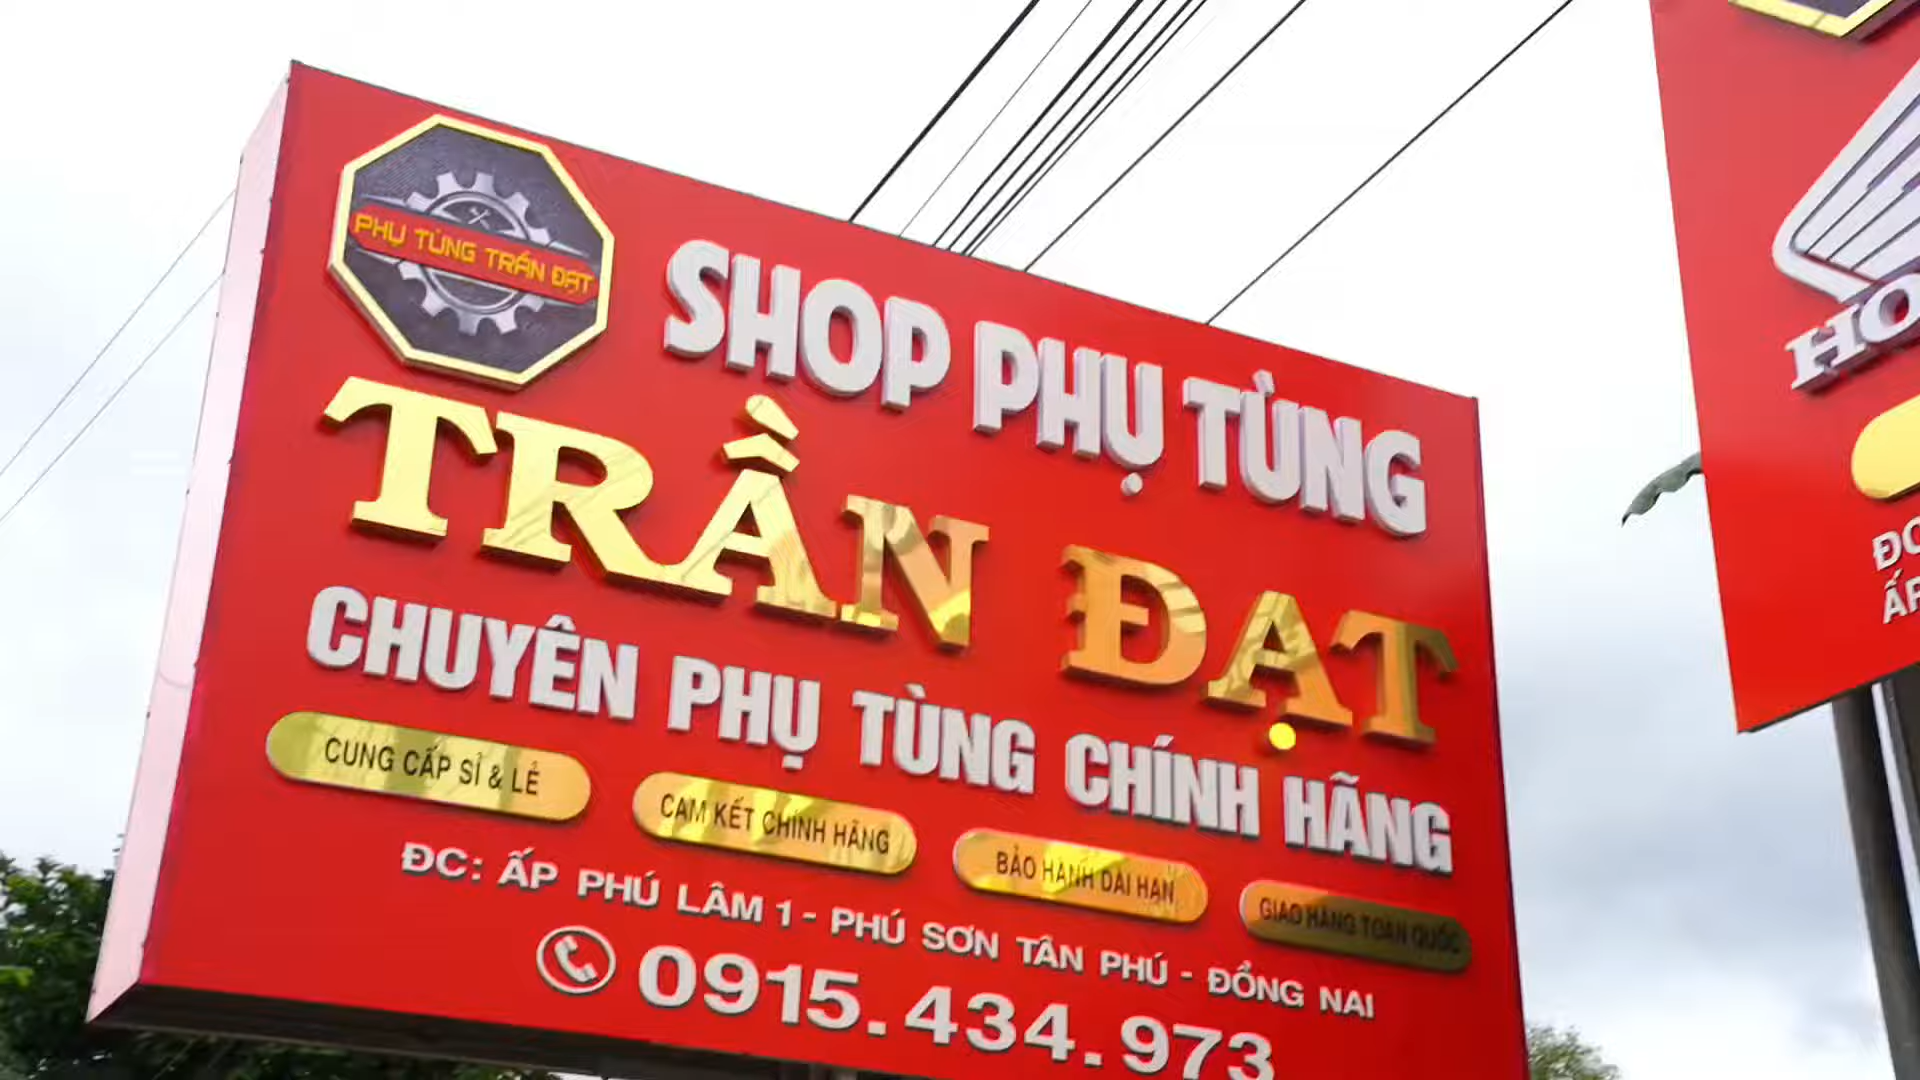 PHỤ TÙNG TRẦN ĐẠT
SHOP PHỤ TÙNG
TRẦN ĐẠT
CHUYÊN PHỤ TÙNG CHÍNH HÃNG
CUNG CẤP SỈ & LẺ
CAM KẾT CHÍNH HÃNG
BẢO HÀNH DÀI HẠN
GIAO HÀNG TOÀN QUỐC
ĐC: ẤP PHÚ LÂM 1 - PHÚ SƠN TÂN PHÚ - ĐỒNG NAI
0915.434.973